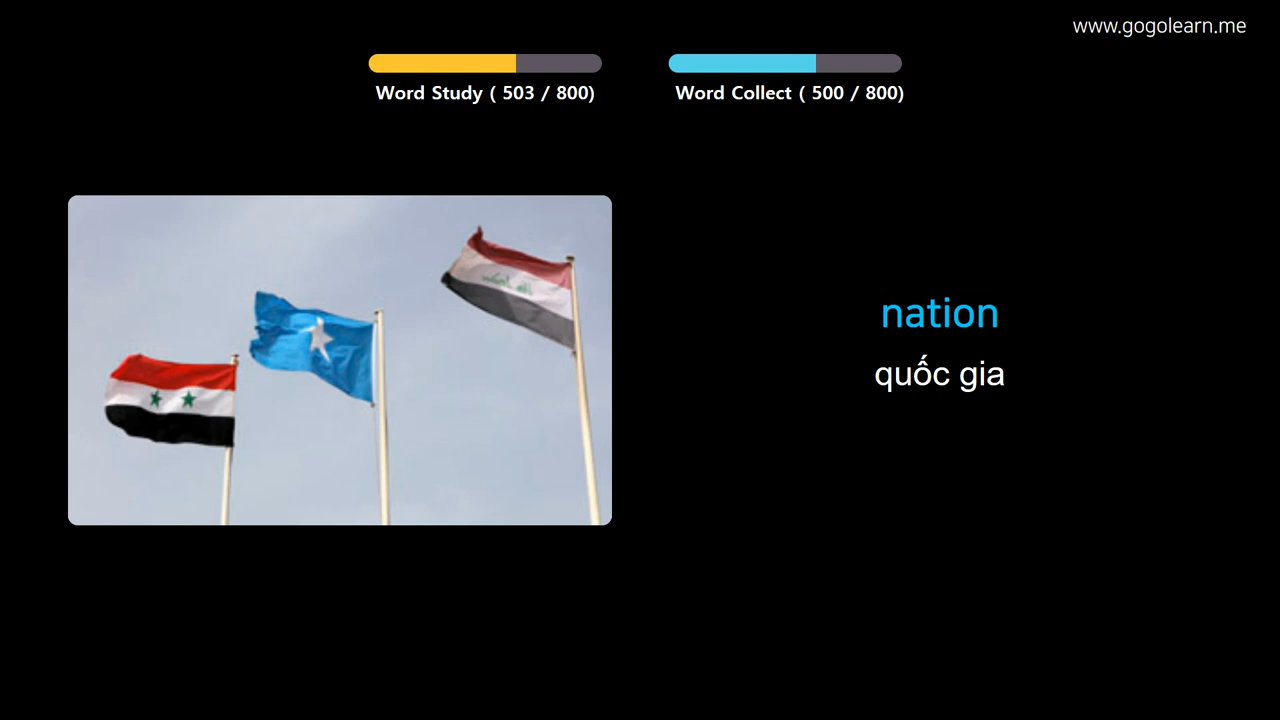 www.gogolearn.me
Word Study ( 503 / 800)
Word Collect ( 500 / 800)
nation
quốc gia